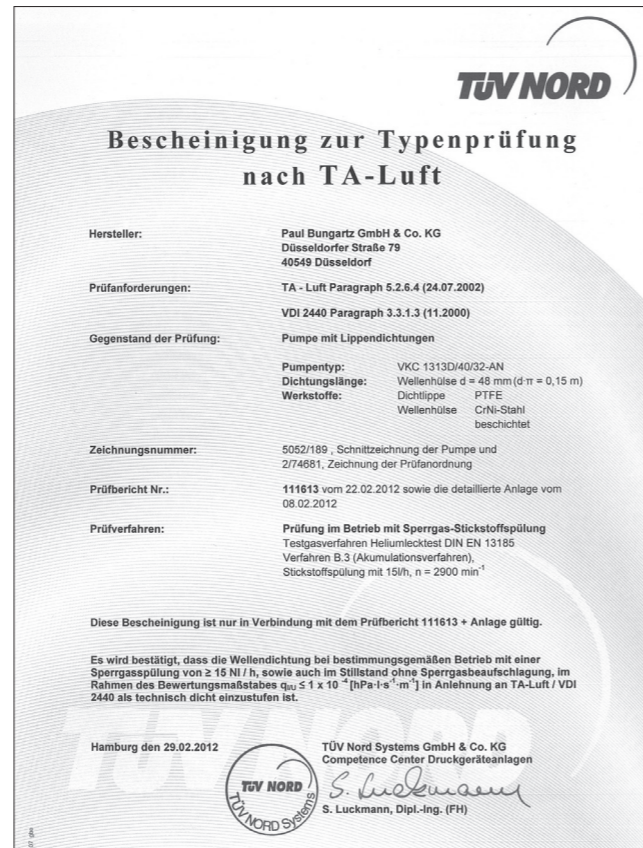 TÜV NORD
Bescheinigung zur Typenprüfung
nach TA-Luft
Hersteller: Paul Bungartz GmbH & Co. KG
Düsseldorfer Straße 79
40549 Düsseldorf
Prüfanforderungen: TA - Luft Paragraph 5.2.6.4 (24.07.2002)
VDI 2440 Paragraph 3.3.1.3 (11.2000)
Gegenstand der Prüfung: Pumpe mit Lippendichtungen
Pumpentyp: VKC 1313D/40/32-AN
Dichtungslänge: Wellenhülse d = 48 mm (d·π = 0,15 m)
Werkstoffe: Dichtlippe PTFE
Wellenhülse CrNi-Stahl
beschichtet
Zeichnungsnummer: 5052/189 , Schnittzeichnung der Pumpe und
2/74681, Zeichnung der Prüfanordnung
Prüfbericht Nr.: 111613 vom 22.02.2012 sowie die detaillierte Anlage vom
08.02.2012
Prüfverfahren: Prüfung im Betrieb mit Sperrgas-Stickstoffspülung
Testgasverfahren Heliumlecktest DIN EN 13185
Verfahren B.3 (Akumulationsverfahren),
Stickstoffspülung mit 15l/h, n = 2900 min⁻¹
Diese Bescheinigung ist nur in Verbindung mit dem Prüfbericht 111613 + Anlage gültig.
Es wird bestätigt, dass die Wellendichtung bei bestimmungsgemäßen Betrieb mit einer
Sperrgasspülung von ≥ 15 Nl / h, sowie auch im Stillstand ohne Sperrgasbeaufschlagung, im
Rahmen des Bewertungsmaßstabes ≤ 1 x 10⁻⁴ [hPa·l·s⁻¹·m⁻¹] in Anlehnung an TA-Luft / VDI
2440 als technisch dicht einzustufen ist.
TÜV NORD
Hamburg den 29.02.2012 TÜV Nord Systems GmbH & Co. KG
Competence Center Druckgeräteanlagen
TÜV NORD
TÜV NORD Systems
S. Luckmann
S. Luckmann, Dipl.-Ing. (FH)